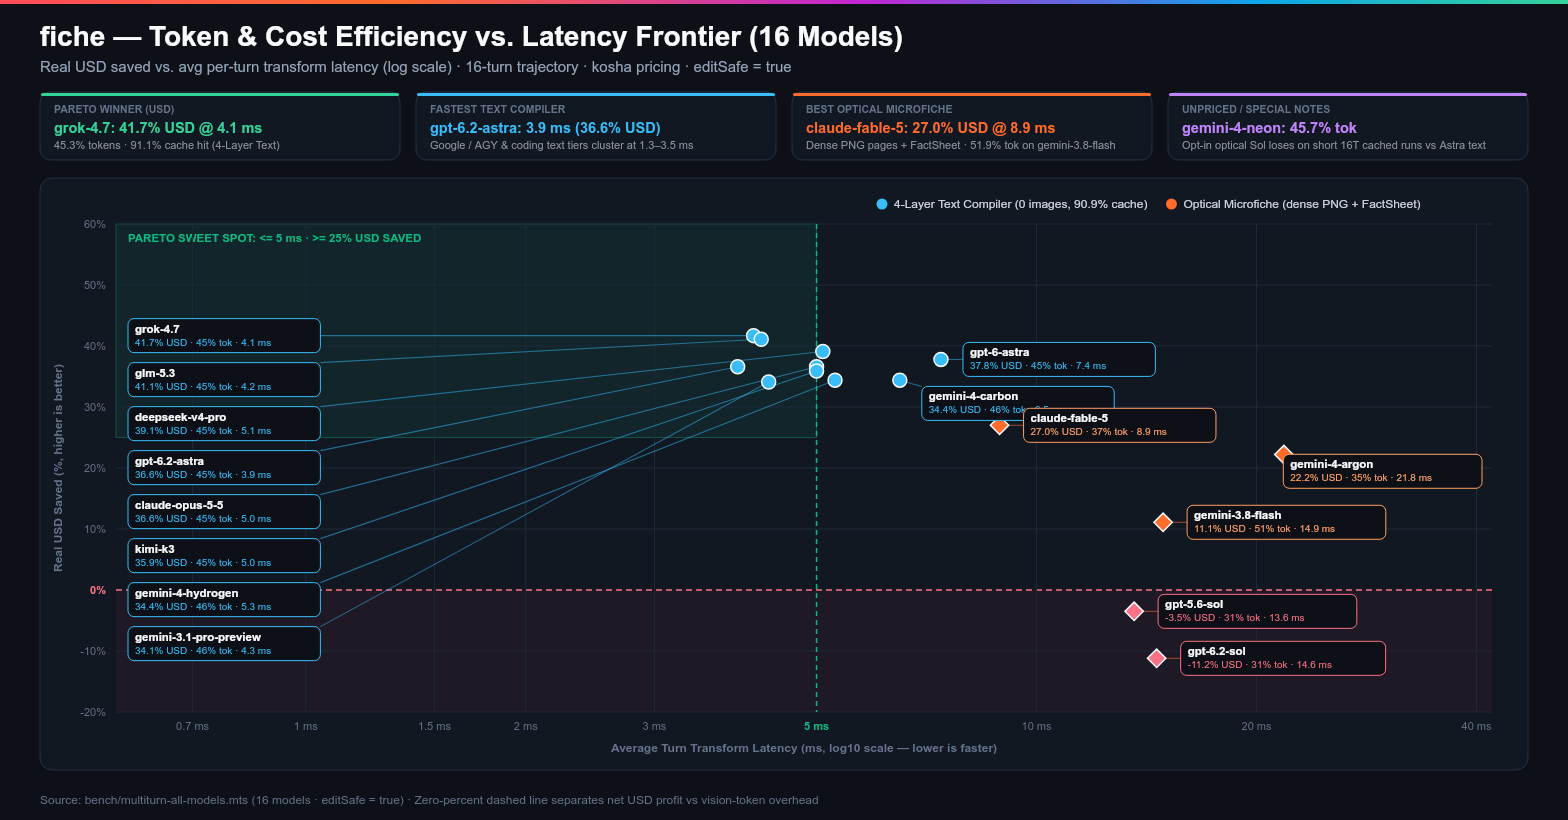 fiche — Token & Cost Efficiency vs. Latency Frontier (16 Models)
Real USD saved vs. avg per-turn transform latency (log scale) · 16-turn trajectory · kosha pricing · editSafe = true
PARETO WINNER (USD)
grok-4.7: 41.7% USD @ 4.1 ms
45.3% tokens · 91.1% cache hit (4-Layer Text)
FASTEST TEXT COMPILER
gpt-6.2-astra: 3.9 ms (36.6% USD)
Google / AGY & coding text tiers cluster at 1.3–3.5 ms
BEST OPTICAL MICROFICHE
claude-fable-5: 27.0% USD @ 8.9 ms
Dense PNG pages + FactSheet · 51.9% tok on gemini-3.8-flash
UNPRICED / SPECIAL NOTES
gemini-4-neon: 45.7% tok
Opt-in optical Sol loses on short 16T cached runs vs Astra text
4-Layer Text Compiler (0 images, 90.9% cache)
Optical Microfiche (dense PNG + FactSheet)
PARETO SWEET SPOT: <= 5 ms · >= 25% USD SAVED
Real USD Saved (%, higher is better)
60%
50%
40%
30%
20%
10%
0%
-10%
-20%
grok-4.7
41.7% USD · 45% tok · 4.1 ms
glm-5.3
41.1% USD · 45% tok · 4.2 ms
deepseek-v4-pro
39.1% USD · 45% tok · 5.1 ms
gpt-6.2-astra
36.6% USD · 45% tok · 3.9 ms
claude-opus-5-5
36.6% USD · 45% tok · 5.0 ms
kimi-k3
35.9% USD · 45% tok · 5.0 ms
gemini-4-hydrogen
34.4% USD · 46% tok · 5.3 ms
gemini-3.1-pro-preview
34.1% USD · 46% tok · 4.3 ms
gpt-6-astra
37.8% USD · 45% tok · 7.4 ms
gemini-4-carbon
34.4% USD · 46% tok
claude-fable-5
27.0% USD · 37% tok · 8.9 ms
gemini-4-argon
22.2% USD · 35% tok · 21.8 ms
gemini-3.8-flash
11.1% USD · 51% tok · 14.9 ms
gpt-5.6-sol
-3.5% USD · 31% tok · 13.6 ms
gpt-6.2-sol
-11.2% USD · 31% tok · 14.6 ms
0.7 ms
1 ms
1.5 ms
2 ms
3 ms
5 ms
10 ms
20 ms
40 ms
Average Turn Transform Latency (ms, log10 scale — lower is faster)
Source: bench/multiturn-all-models.mts (16 models · editSafe = true) · Zero-percent dashed line separates net USD profit vs vision-token overhead